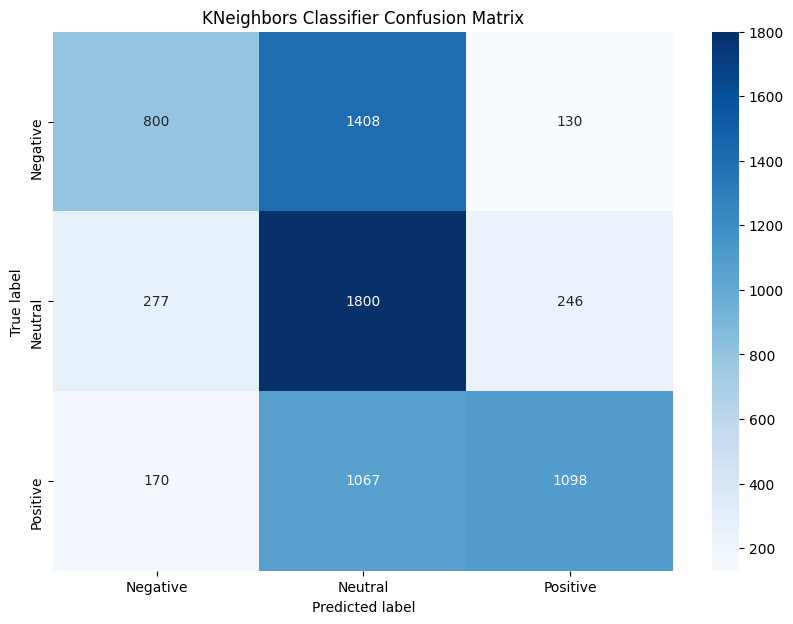 KNeighbors Classifier Confusion Matrix
True label
Negative
800 1408 130
Neutral
277 1800 246
Positive
170 1067 1098
Negative Neutral Positive
Predicted label
1800
1600
1400
1200
1000
800
600
400
200